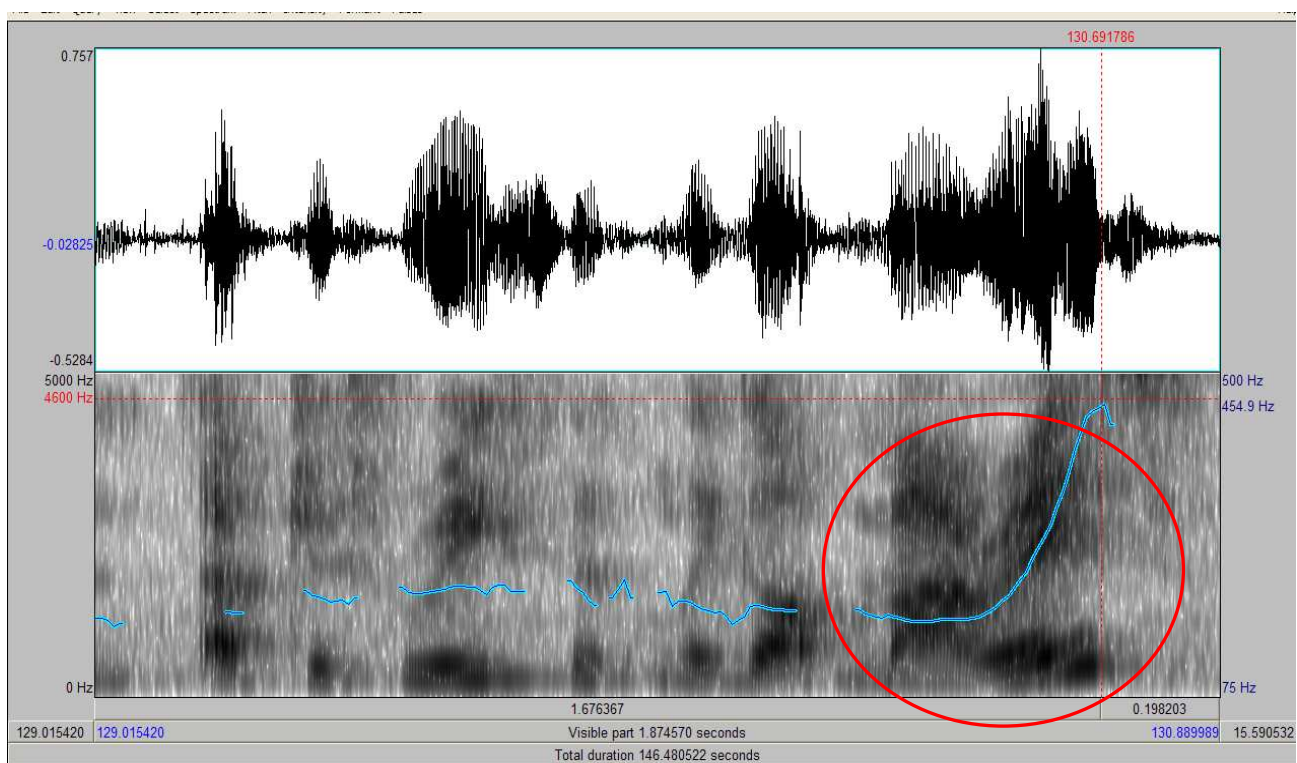 130.691786
0.757
-0.02825
-0.5284
5000 Hz 500 Hz
4600 Hz 454.9 Hz
0 Hz 75 Hz
1.676367 0.198203
129.015420 129.015420 Visible part 1.874570 seconds 130.889989 15.590532
Total duration 146.480522 seconds